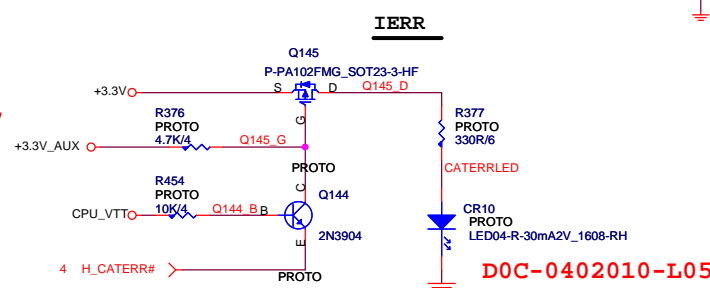 IERR
Q145
P-PA102FMG_SOT23-3-HF
+3.3V
S
D
Q145_D
G
R376
PROTO
4.7K/4
+3.3V_AUX
Q145_G
R377
PROTO
330R/6
PROTO
CATERRLED
R454
PROTO
10K/4
CPU_VTT
Q144_B
B
C
Q144
2N3904
E
CR10
PROTO
LED04-R-30mA2V_1608-RH
4 H_CATERR#
PROTO
D0C-0402010-L05